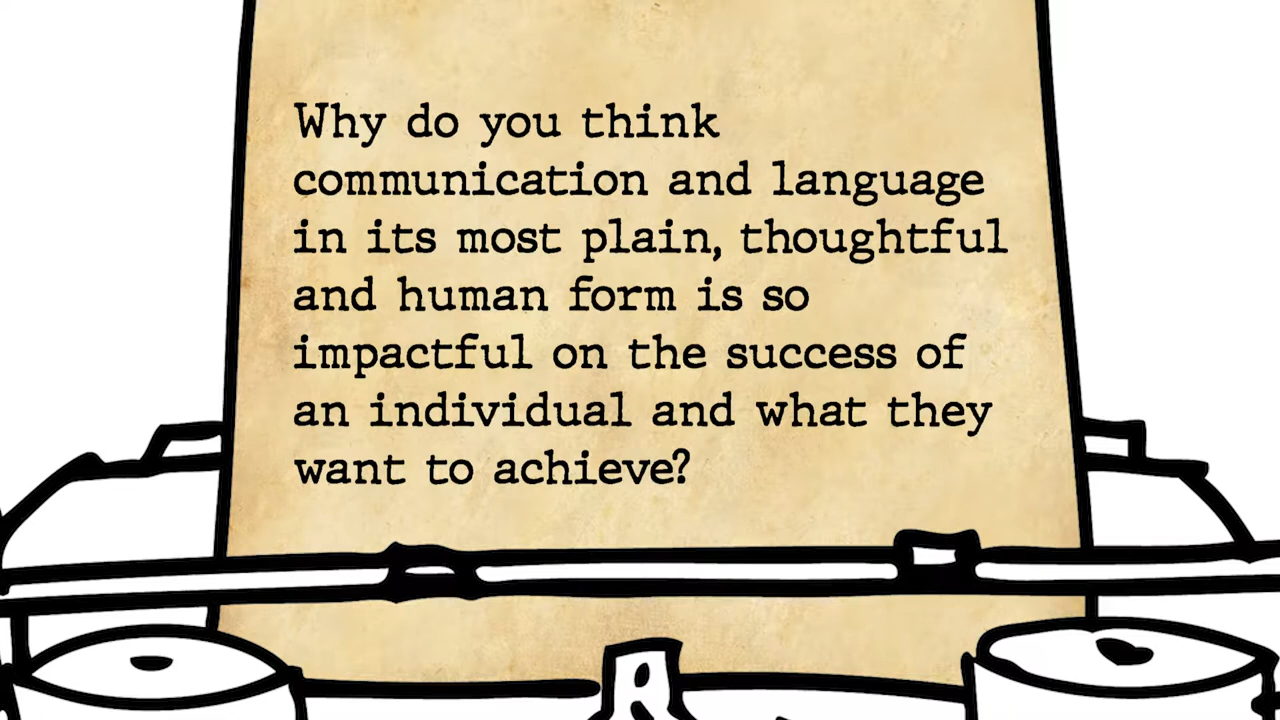 Why do you think
communication and language
in its most plain, thoughtful
and human form is so
impactful on the success of
an individual and what they
want to achieve?